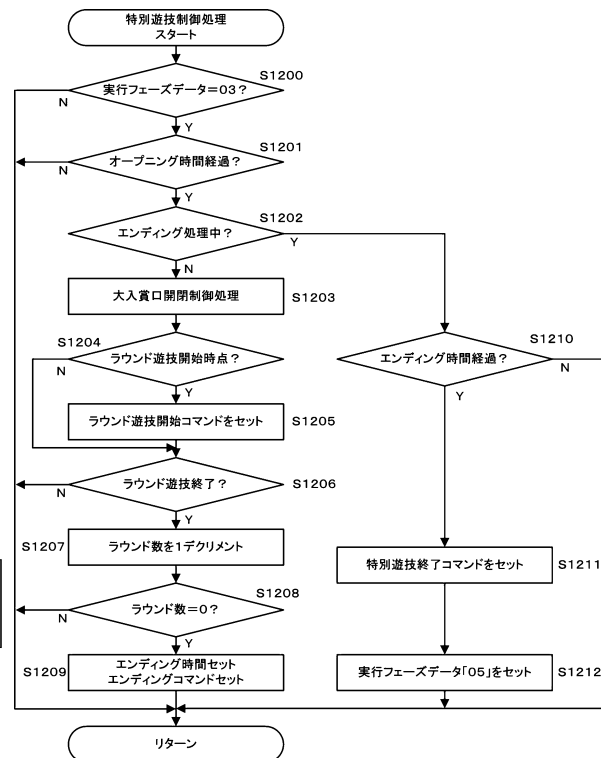 特別遊技制御処理
スタート
S1200
実行フェーズデータ=03?
N
Y
S1201
オープニング時間経過?
N
Y
S1202
エンディング処理中?
Y
N
大入賞口開閉制御処理
S1203
S1204
ラウンド遊技開始時点?
N
Y
S1210
エンディング時間経過?
N
Y
ラウンド遊技開始コマンドをセット
S1205
ラウンド遊技終了?
S1206
N
Y
S1207
ラウンド数を1デクリメント
特別遊技終了コマンドをセット
S1211
S1208
ラウンド数=0?
N
Y
S1209
エンディング時間セット
エンディングコマンドセット
実行フェーズデータ「05」をセット
S1212
リターン